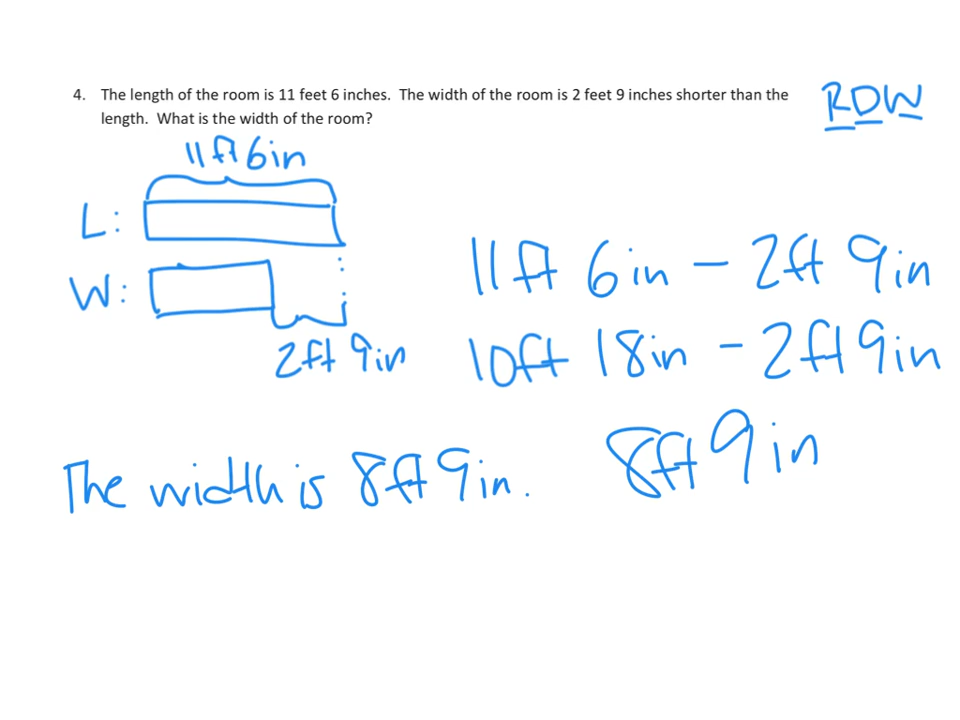 4. The length of the room is 11 feet 6 inches. The width of the room is 2 feet 9 inches shorter than the
length. What is the width of the room?
RDW
11ft 6in
L:
W:
2ft 9in
11ft 6in - 2ft 9in
10ft 18in - 2ft 9in
8ft 9in
The width is 8ft 9in.